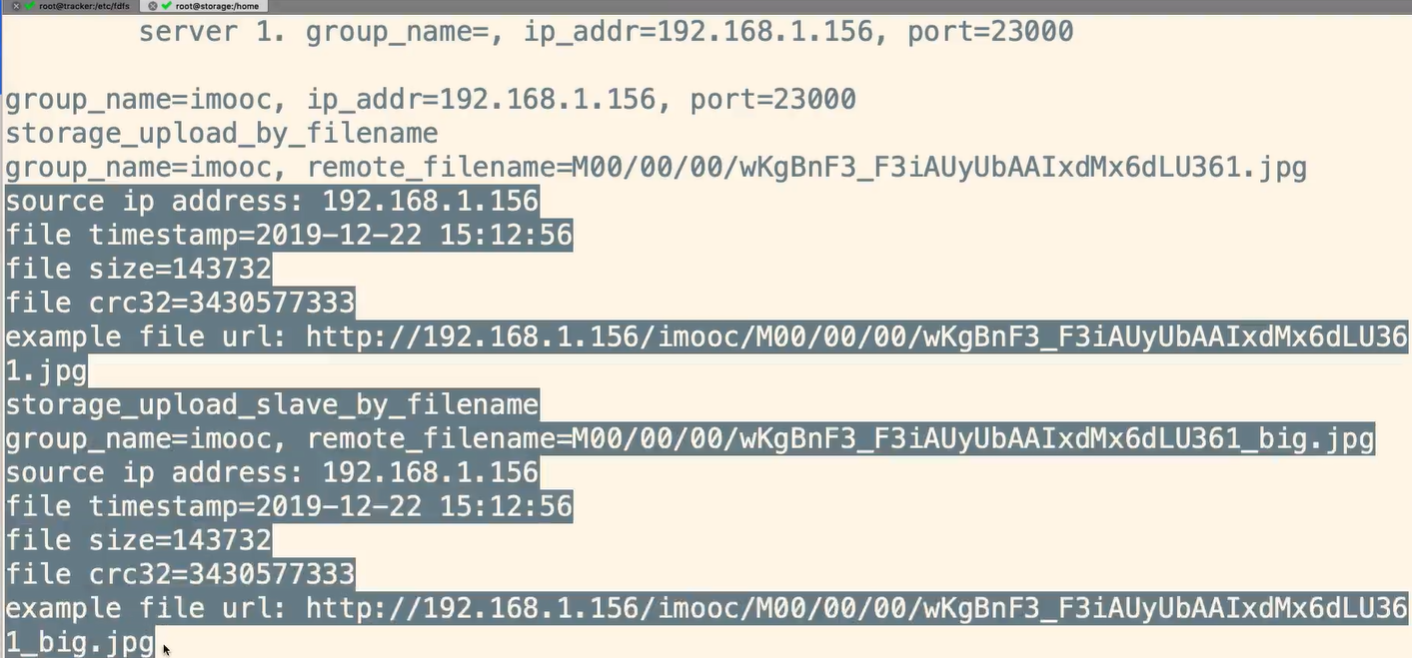 root@tracker:/etc/fdfs
root@storage:/home
server 1. group_name=, ip_addr=192.168.1.156, port=23000
group_name=imooc, ip_addr=192.168.1.156, port=23000
storage_upload_by_filename
group_name=imooc, remote_filename=M00/00/00/wKgBnF3_F3iAUyUbAAIxdMx6dLU361.jpg
source ip address: 192.168.1.156
file timestamp=2019-12-22 15:12:56
file size=143732
file crc32=3430577333
example file url: http://192.168.1.156/imooc/M00/00/00/wKgBnF3_F3iAUyUbAAIxdMx6dLU36
1.jpg
storage_upload_slave_by_filename
group_name=imooc, remote_filename=M00/00/00/wKgBnF3_F3iAUyUbAAIxdMx6dLU361_big.jpg
source ip address: 192.168.1.156
file timestamp=2019-12-22 15:12:56
file size=143732
file crc32=3430577333
example file url: http://192.168.1.156/imooc/M00/00/00/wKgBnF3_F3iAUyUbAAIxdMx6dLU36
1_big.jpg